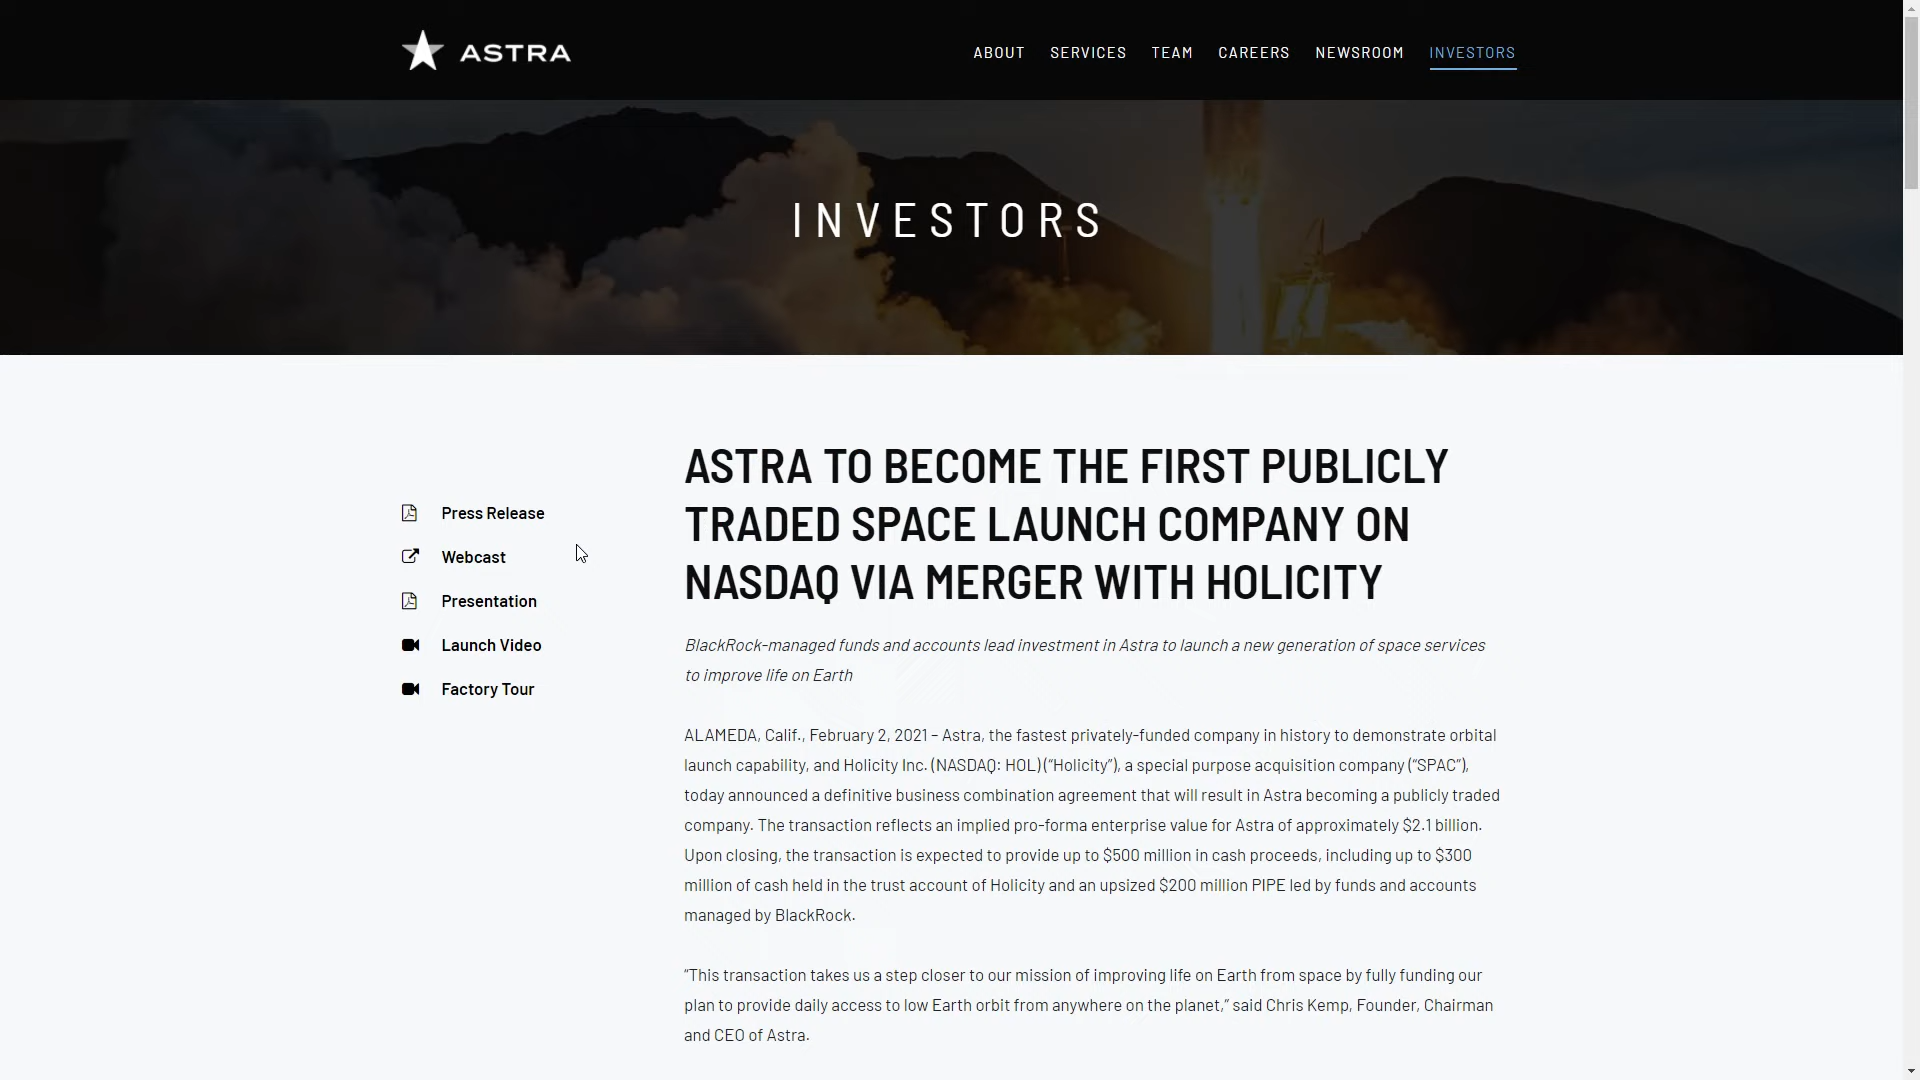 ASTRA
ABOUT SERVICES TEAM CAREERS NEWSROOM INVESTORS
INVESTORS
Press Release
Webcast
Presentation
Launch Video
Factory Tour
ASTRA TO BECOME THE FIRST PUBLICLY
TRADED SPACE LAUNCH COMPANY ON
NASDAQ VIA MERGER WITH HOLICITY
BlackRock-managed funds and accounts lead investment in Astra to launch a new generation of space services
to improve life on Earth
ALAMEDA, Calif., February 2, 2021 – Astra, the fastest privately-funded company in history to demonstrate orbital
launch capability, and Holicity Inc. (NASDAQ: HOL) (“Holicity”), a special purpose acquisition company (“SPAC”),
today announced a definitive business combination agreement that will result in Astra becoming a publicly traded
company. The transaction reflects an implied pro-forma enterprise value for Astra of approximately $2.1 billion.
Upon closing, the transaction is expected to provide up to $500 million in cash proceeds, including up to $300
million of cash held in the trust account of Holicity and an upsized $200 million PIPE led by funds and accounts
managed by BlackRock.
“This transaction takes us a step closer to our mission of improving life on Earth from space by fully funding our
plan to provide daily access to low Earth orbit from anywhere on the planet,” said Chris Kemp, Founder, Chairman
and CEO of Astra.